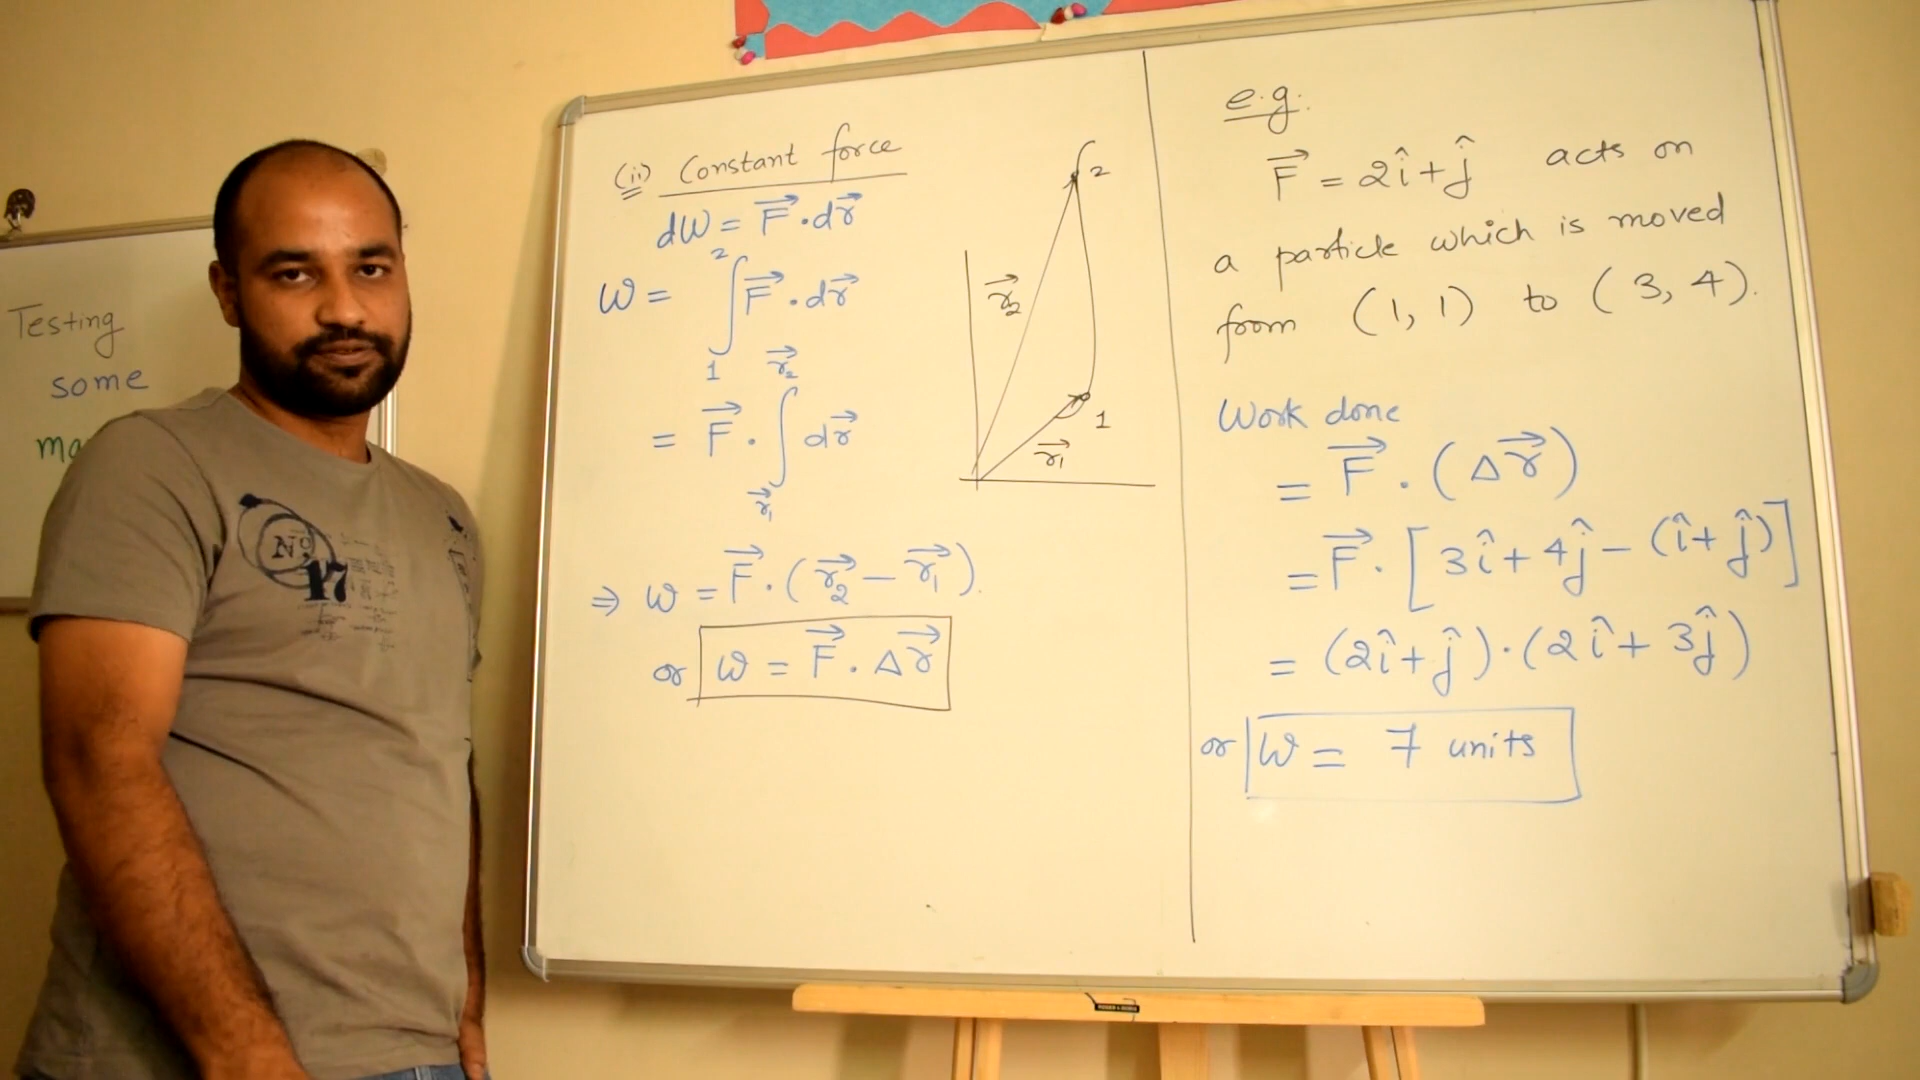 Testing
some
No.
17
(ii) Constant force
dW = F⃗ . dr⃗
W = ∫₁² F⃗ . dr⃗
= F⃗ . ∫ dr⃗
r⃗₂
r⃗₁
⇒ W = F⃗ . (r⃗₂ − r⃗₁).
or W = F⃗ . Δr⃗
2
r⃗₂
1
r⃗₁
e.g.
F⃗ = 2î + ĵ acts on
a particle which is moved
from (1, 1) to (3, 4).
Work done
= F⃗ . (Δr⃗)
= F⃗ . [3î + 4ĵ − (î + ĵ)]
= (2î + ĵ) . (2î + 3ĵ)
or W = 7 units